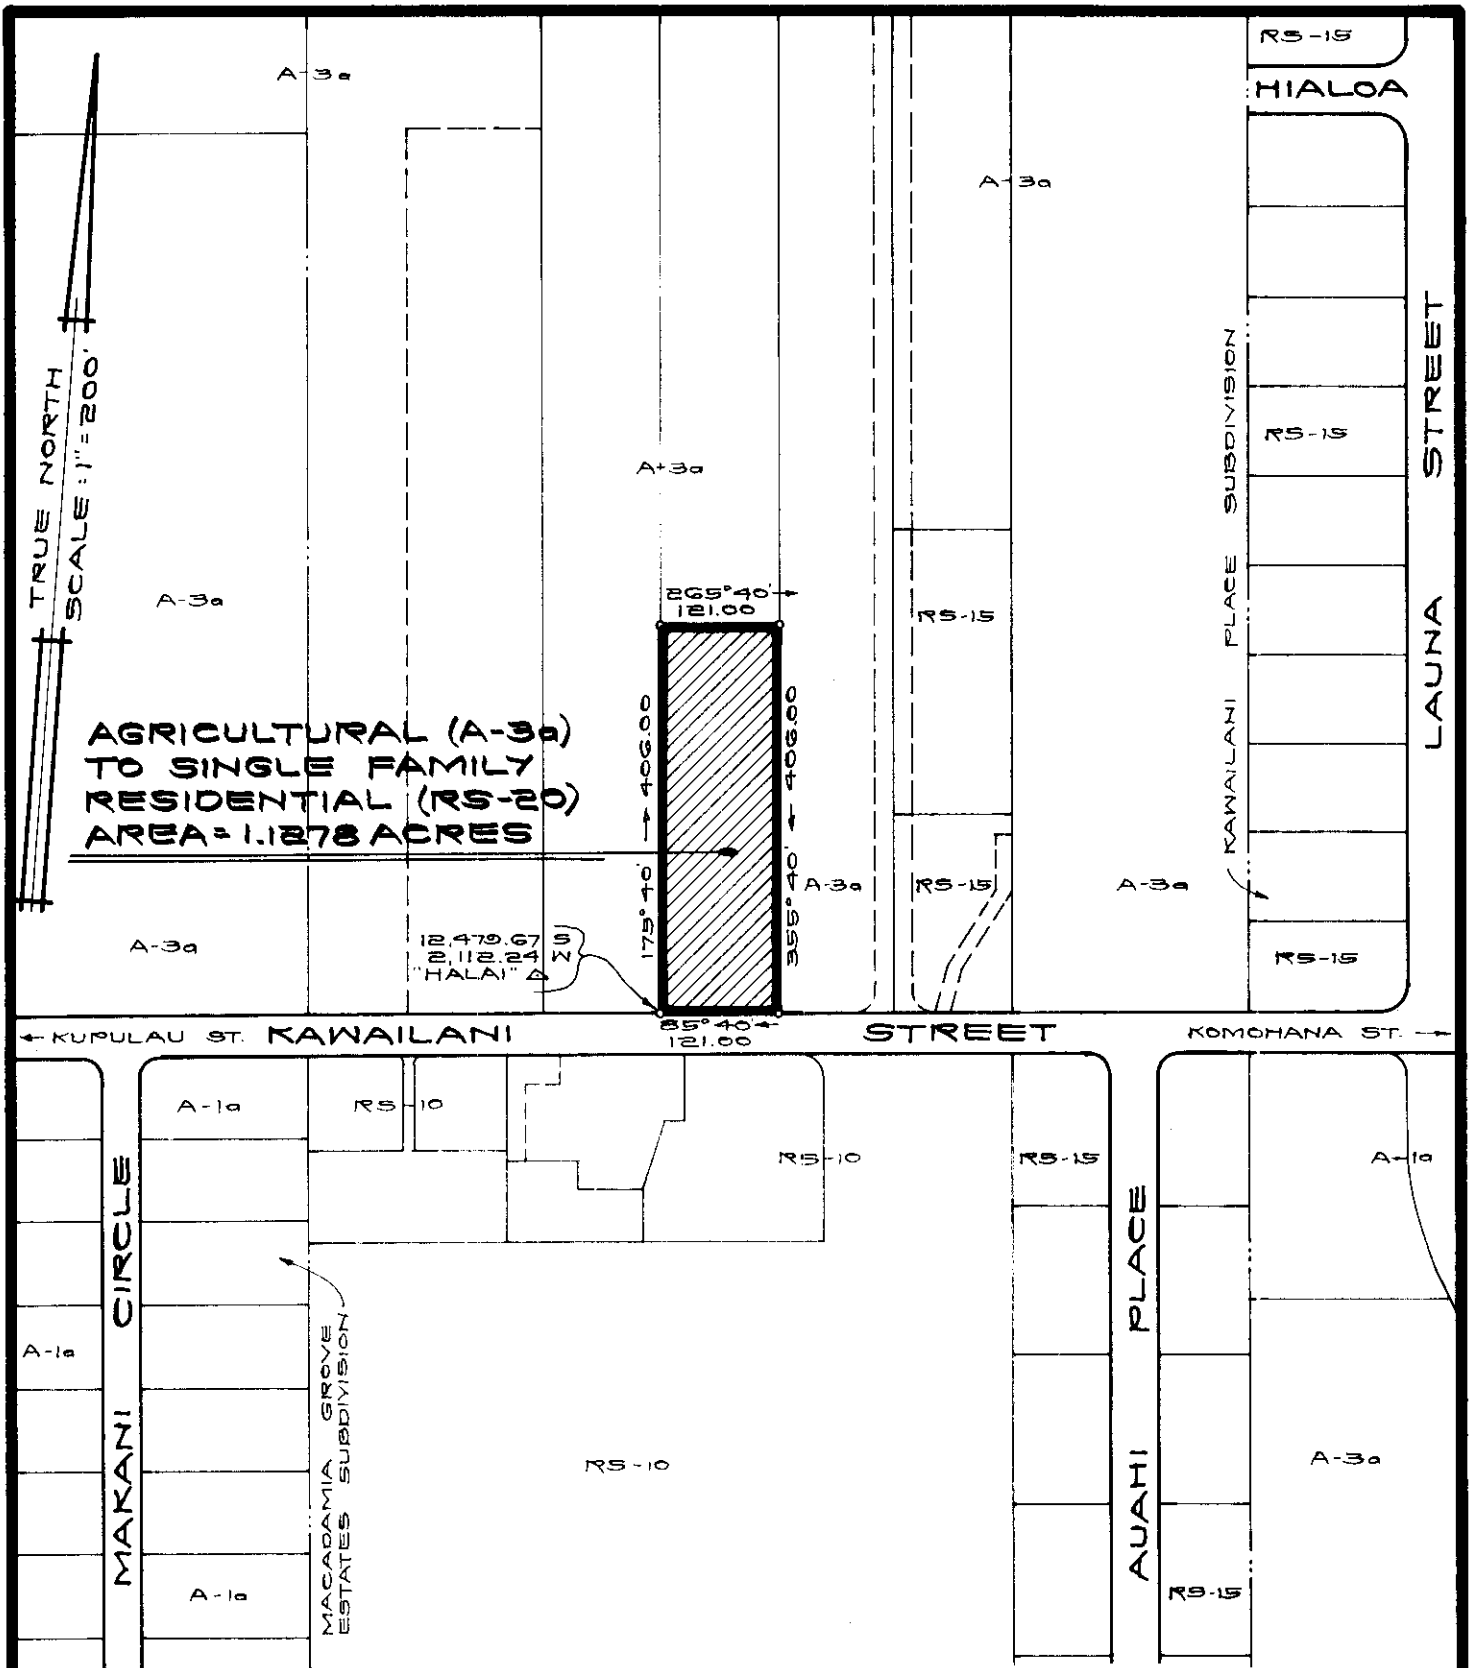 RS-15
A-3a
HIALOA
A-3a
TRUE NORTH
SCALE : 1" = 200'
LAUNA STREET
KAWAILANI PLACE SUBDIVISION
RS-15
A-3a
A-3a
265°40'
121.00
RS-15
175°40' 406.00
355°40' 406.00
AGRICULTURAL (A-3a)
TO SINGLE FAMILY
RESIDENTIAL (RS-20)
AREA = 1.1278 ACRES
A-3a
RS-15
A-3a
A-3a
12,479.67 S
2,112.24 W
"HALAI" △
RS-15
← KUPULAU ST. KAWAILANI STREET KOMOHANA ST. →
85°40'
121.00
A-1a
RS-10
RS-10
RS-15
A-1a
MAKANI CIRCLE
AUAHI PLACE
A-1a
MACADAMIA GROVE
ESTATES SUBDIVISION
RS-10
A-3a
A-1a
RS-15